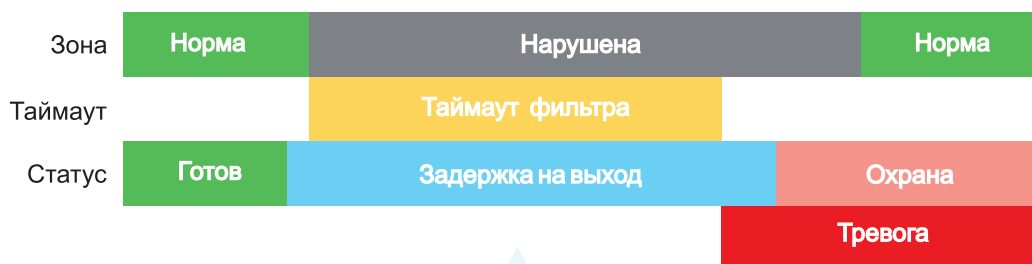 Зона Норма Нарушена Норма
Таймаут Таймаут фильтра
Статус Готов Задержка на выход Охрана
Тревога